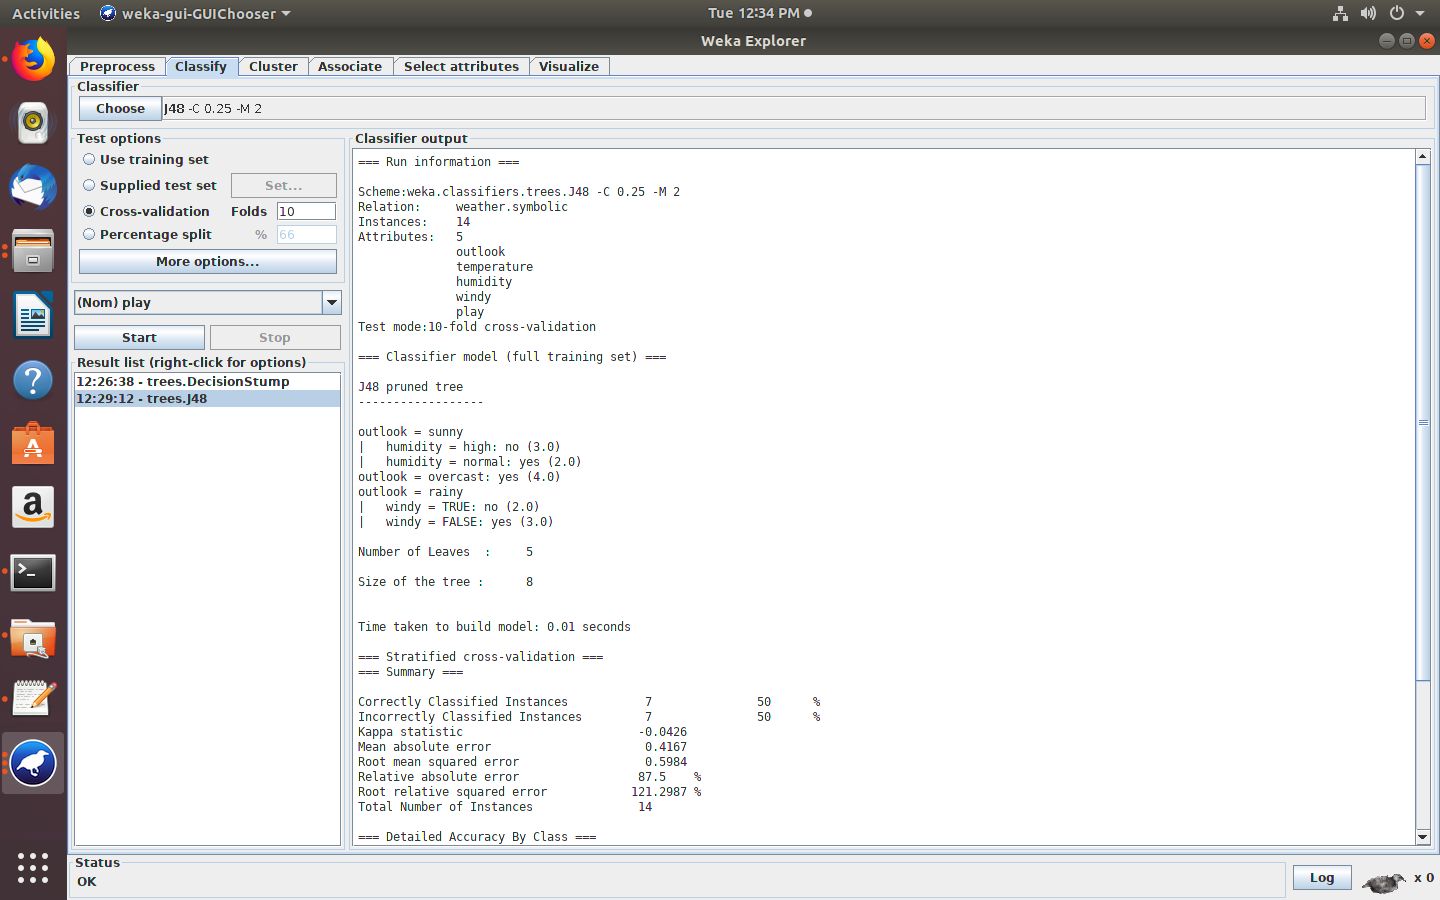 Activities weka-gui-GUIChooser Tue 12:34 PM
Weka Explorer
Preprocess Classify Cluster Associate Select attributes Visualize
Classifier
Choose J48 -C 0.25 -M 2
Test options
Use training set
Supplied test set Set...
Cross-validation Folds 10
Percentage split % 66
More options...
(Nom) play
Start Stop
Result list (right-click for options)
12:26:38 - trees.DecisionStump
12:29:12 - trees.J48
Classifier output
=== Run information ===
Scheme:weka.classifiers.trees.J48 -C 0.25 -M 2
Relation: weather.symbolic
Instances: 14
Attributes: 5
outlook
temperature
humidity
windy
play
Test mode:10-fold cross-validation
=== Classifier model (full training set) ===
J48 pruned tree
------------------
outlook = sunny
| humidity = high: no (3.0)
| humidity = normal: yes (2.0)
outlook = overcast: yes (4.0)
outlook = rainy
| windy = TRUE: no (2.0)
| windy = FALSE: yes (3.0)
Number of Leaves : 5
Size of the tree : 8
Time taken to build model: 0.01 seconds
=== Stratified cross-validation ===
=== Summary ===
Correctly Classified Instances 7 50 %
Incorrectly Classified Instances 7 50 %
Kappa statistic -0.0426
Mean absolute error 0.4167
Root mean squared error 0.5984
Relative absolute error 87.5 %
Root relative squared error 121.2987 %
Total Number of Instances 14
=== Detailed Accuracy By Class ===
Status
OK
Log x 0